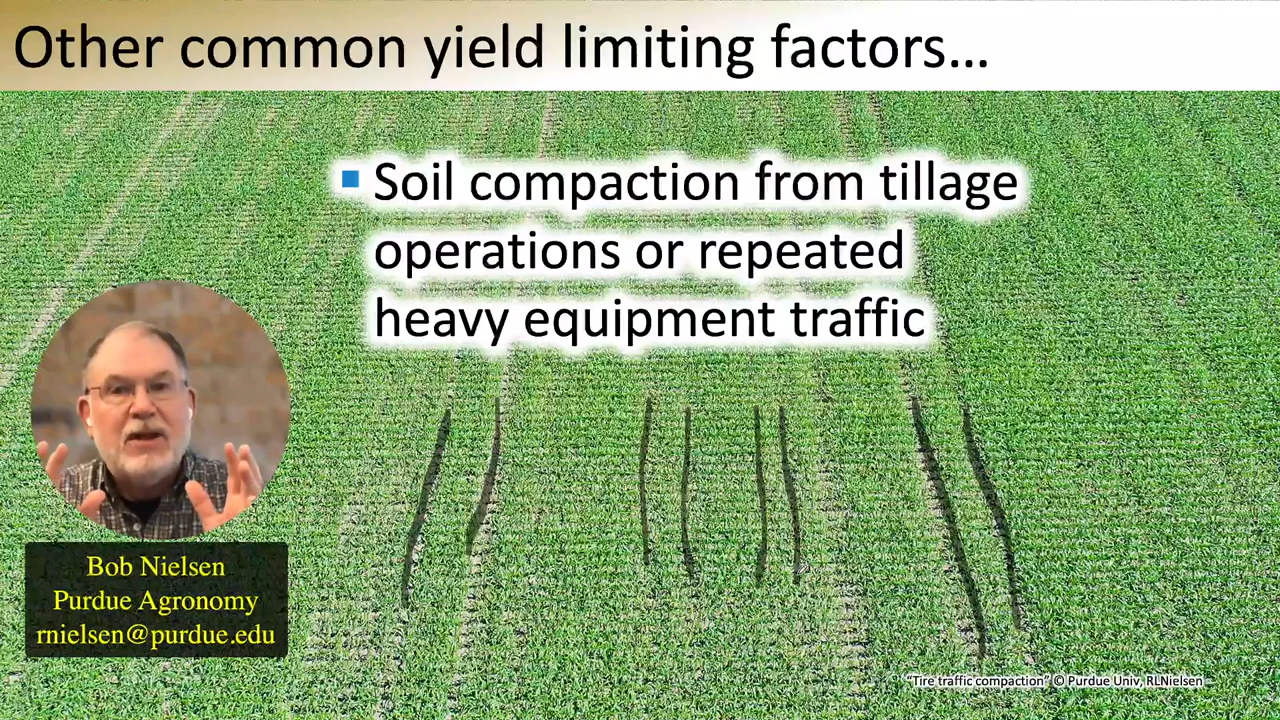 Other common yield limiting factors…
▪ Soil compaction from tillage
operations or repeated
heavy equipment traffic
Bob Nielsen
Purdue Agronomy
rnielsen@purdue.edu
“Tire traffic compaction” © Purdue Univ, RLNielsen